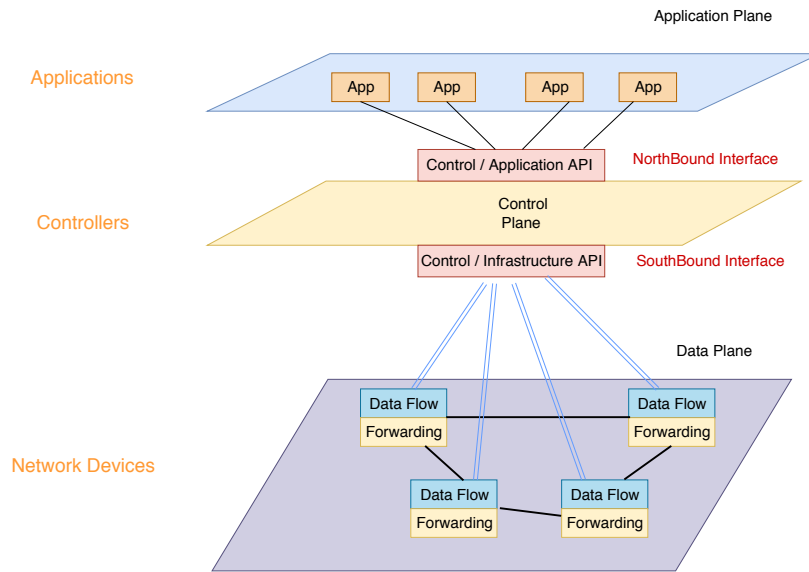 Application Plane
Applications
App
App
App
App
Control / Application API
NorthBound Interface
Controllers
Control
Plane
Control / Infrastructure API
SouthBound Interface
Data Plane
Data Flow
Forwarding
Data Flow
Forwarding
Network Devices
Data Flow
Forwarding
Data Flow
Forwarding